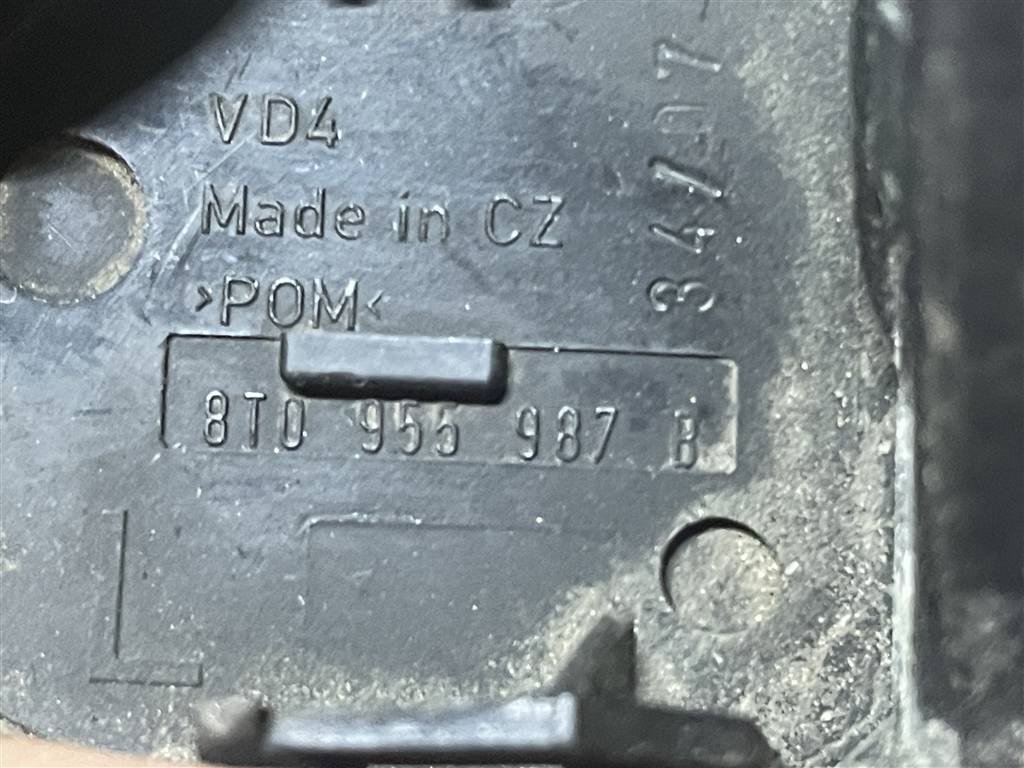 VD4
Made in CZ
>POM<
8T0 955 987 B
34/07
L